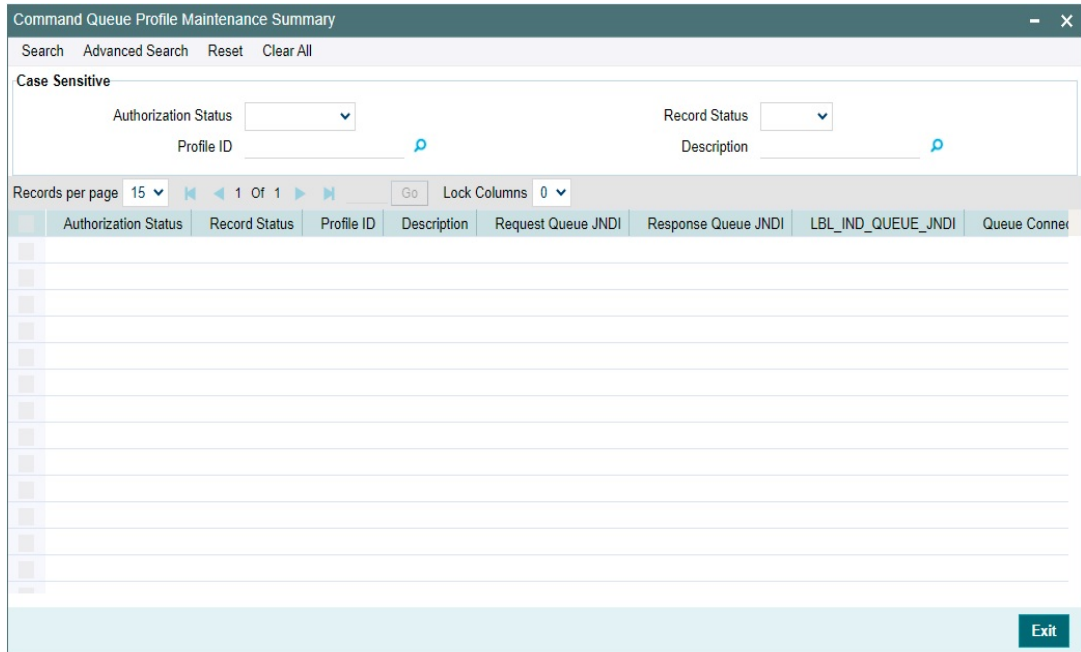 Command Queue Profile Maintenance Summary
Search Advanced Search Reset Clear All
Case Sensitive
Authorization Status Record Status
Profile ID Description
Records per page 15 1 Of 1 Go Lock Columns 0
Authorization Status Record Status Profile ID Description Request Queue JNDI Response Queue JNDI LBL_IND_QUEUE_JNDI Queue Connec
Exit